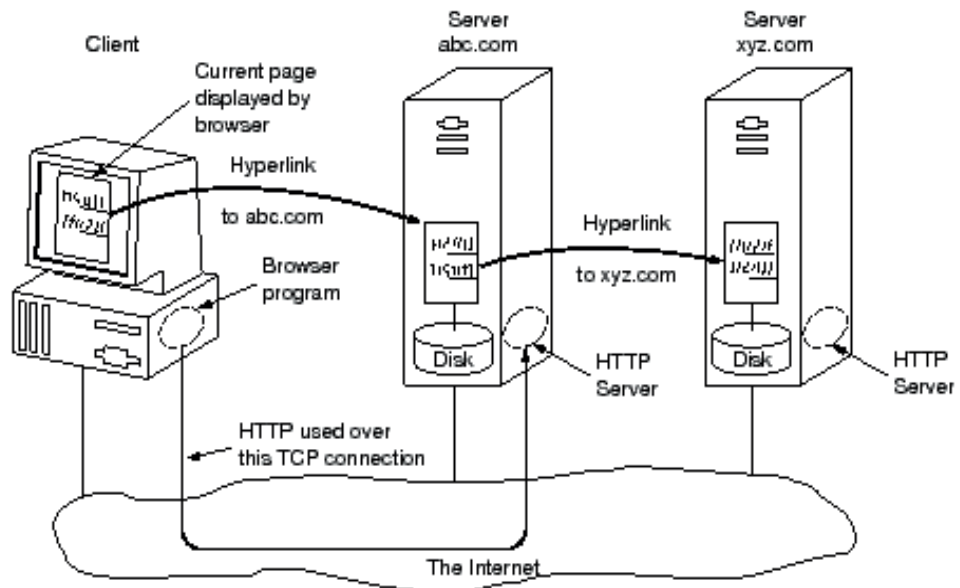 Client
Server
abc.com
Server
xyz.com
Current page
displayed by
browser
Hyperlink
to abc.com
Hyperlink
to xyz.com
Browser
program
Disk
HTTP
Server
Disk
HTTP
Server
HTTP used over
this TCP connection
The Internet